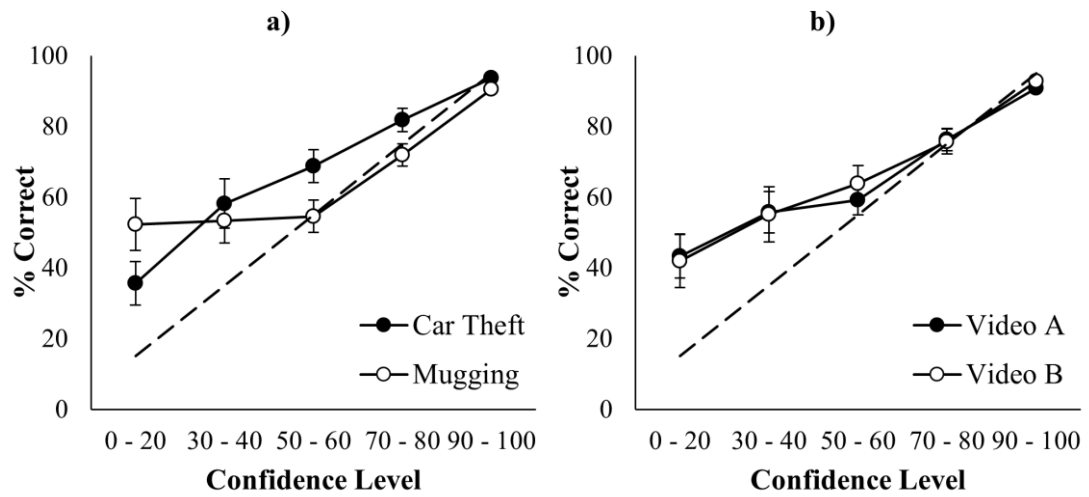 a)
% Correct
100
80
60
40
20
0
Car Theft
Mugging
0 - 20 30 - 40 50 - 60 70 - 80 90 - 100
Confidence Level
b)
% Correct
100
80
60
40
20
0
Video A
Video B
0 - 20 30 - 40 50 - 60 70 - 80 90 - 100
Confidence Level